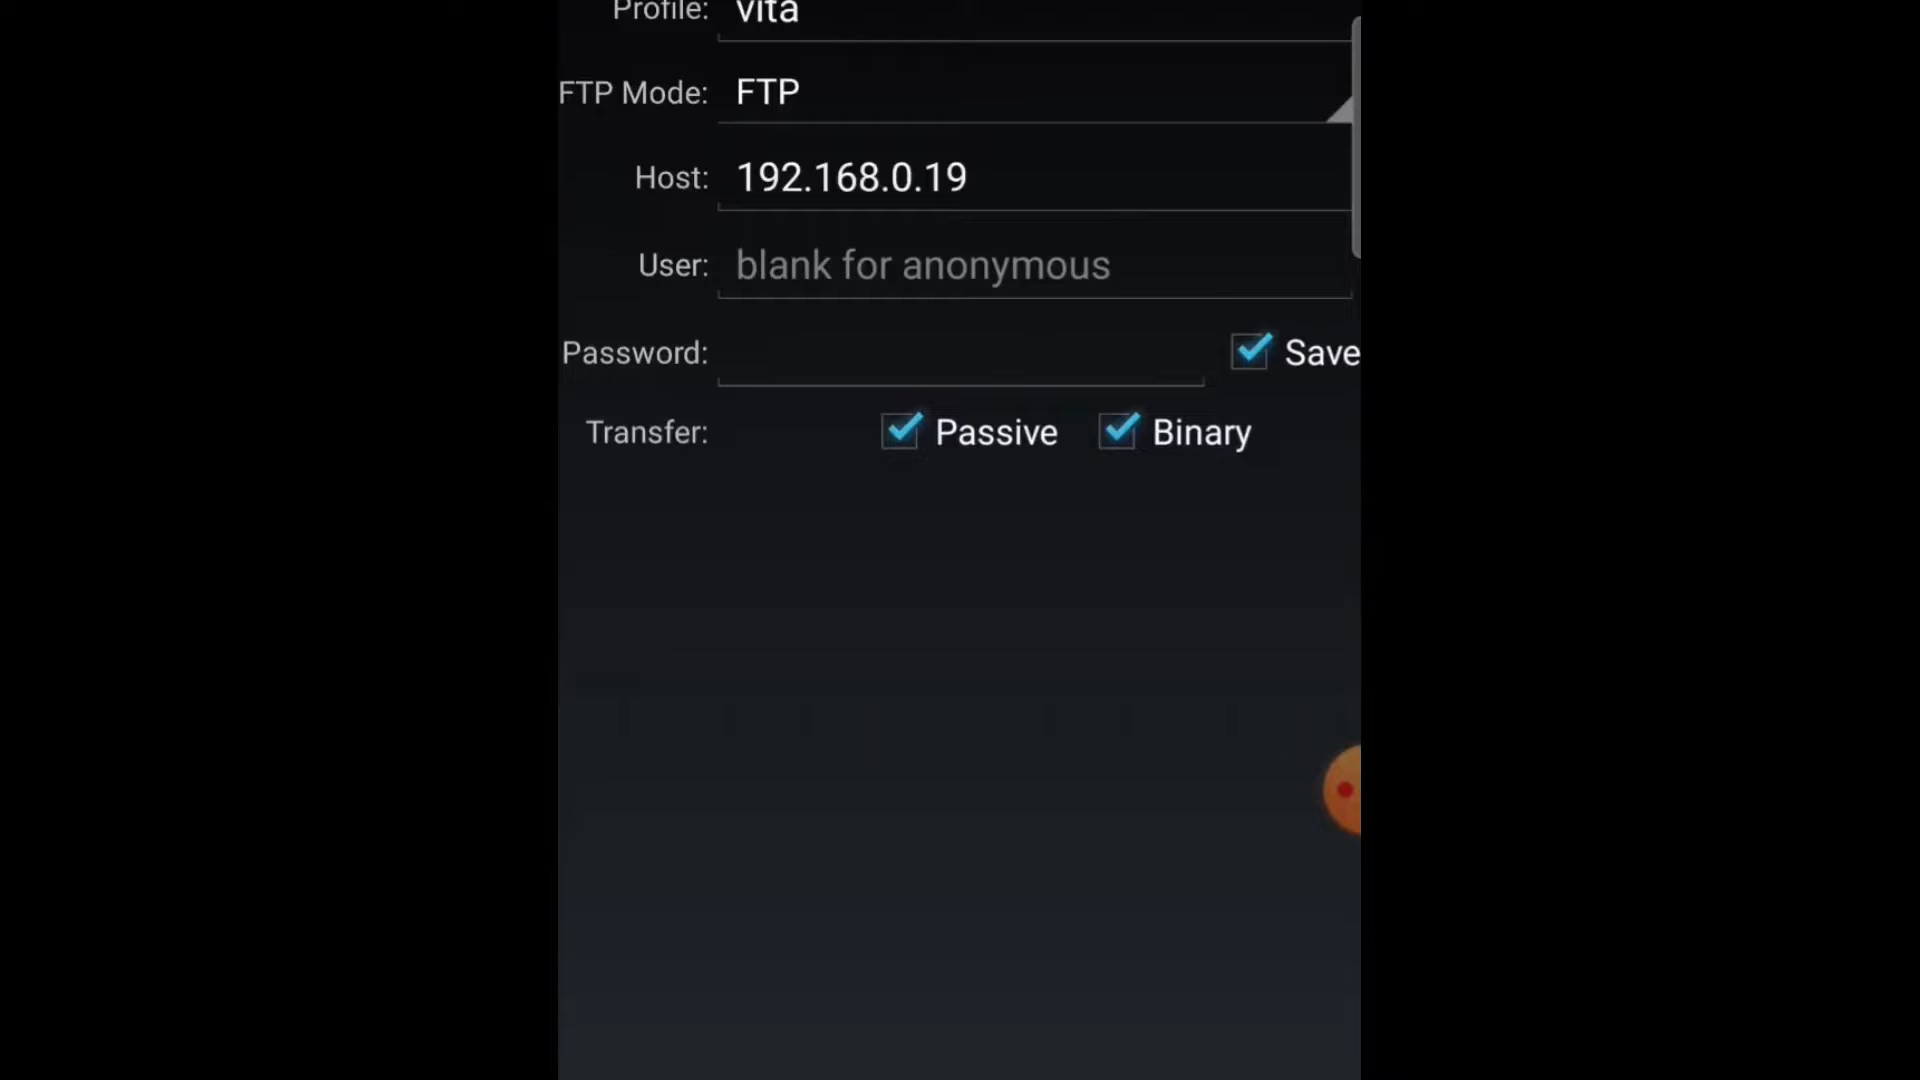 Profile: vita
FTP Mode: FTP
Host: 192.168.0.19
User: blank for anonymous
Password: Save
Transfer: Passive Binary